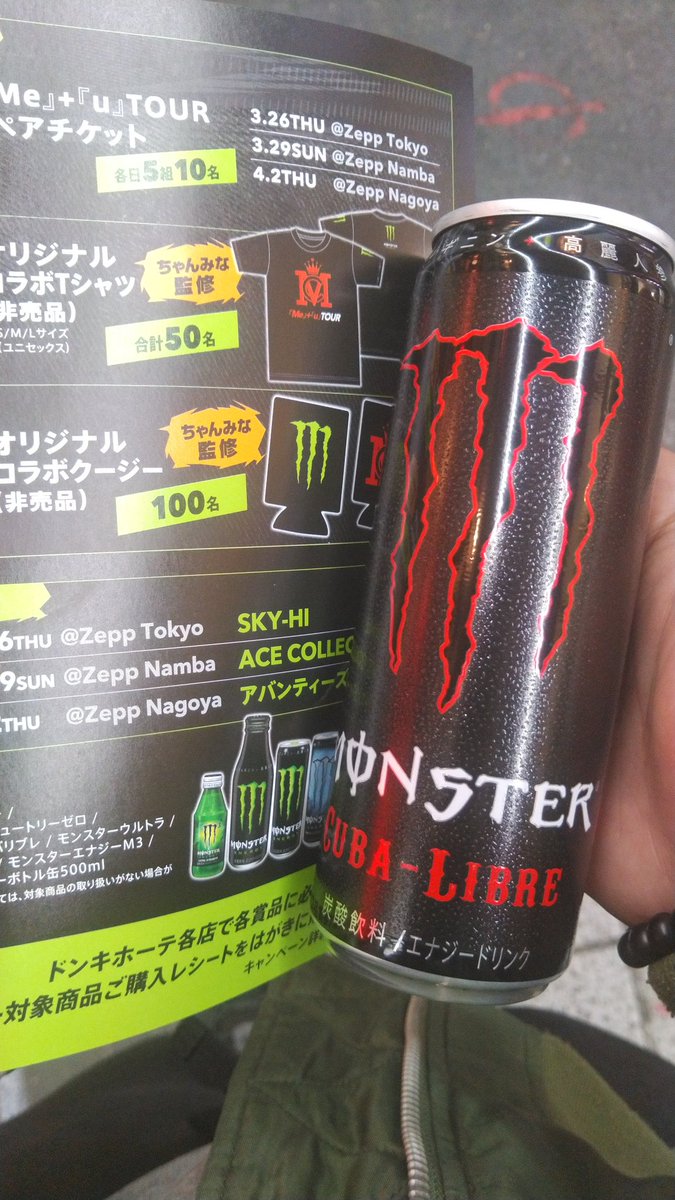 Me』+『u』TOUR
ペアチケット
各日5組10名
3.26THU @Zepp Tokyo
3.29SUN @Zepp Namba
4.2THU @Zepp Nagoya
オリジナル
コラボTシャツ
(非売品)
S/M/Lサイズ
(ユニセックス)
ちゃんみな
監修
合計50名
『Me』+『u』TOUR
オリジナル
コラボクージー
(非売品)
ちゃんみな
監修
100名
6THU @Zepp Tokyo SKY-HI
9SUN @Zepp Namba ACE COLLEC
THU @Zepp Nagoya アバンティーズ
ュートリーゼロ /
バリブレ / モンスターウルトラ /
/ モンスターエナジーM3 /
ーボトル缶500ml
ては、対象商品の取り扱いがない場合が
ドンキホーテ各店で各賞品に必
対象商品ご購入レシートをはがきに
キャンペーン詳
MONSTER
MONSTER
高麗人
MONSTER
CUBA-LIBRE
炭酸飲料 / エナジードリンク